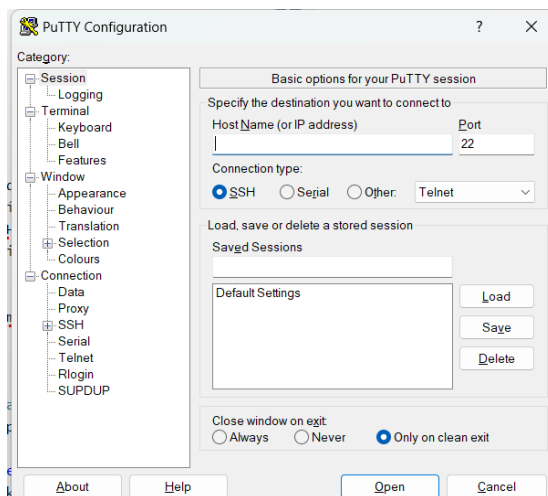 PuTTY Configuration
?
Category:
Session
Logging
Terminal
Keyboard
Bell
Features
Window
Appearance
Behaviour
Translation
Selection
Colours
Connection
Data
Proxy
SSH
Serial
Telnet
Rlogin
SUPDUP
Basic options for your PuTTY session
Specify the destination you want to connect to
Host Name (or IP address) Port
22
Connection type:
SSH Serial Other: Telnet
Load, save or delete a stored session
Saved Sessions
Default Settings
Load
Save
Delete
Close window on exit:
Always Never Only on clean exit
About Help Open Cancel